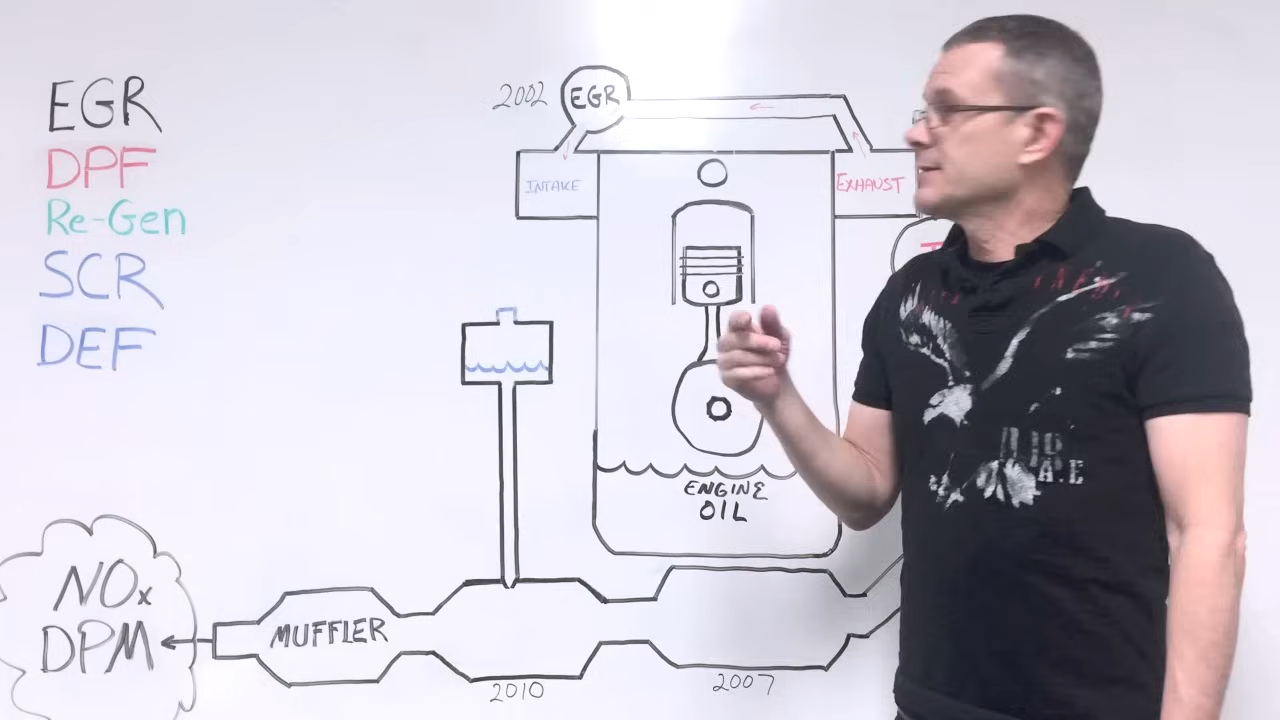 EGR
DPF
Re-Gen
SCR
DEF
2002
EGR
INTAKE
EXHAUST
ENGINE
OIL
NOx
DPM
MUFFLER
2010
2007
A.E